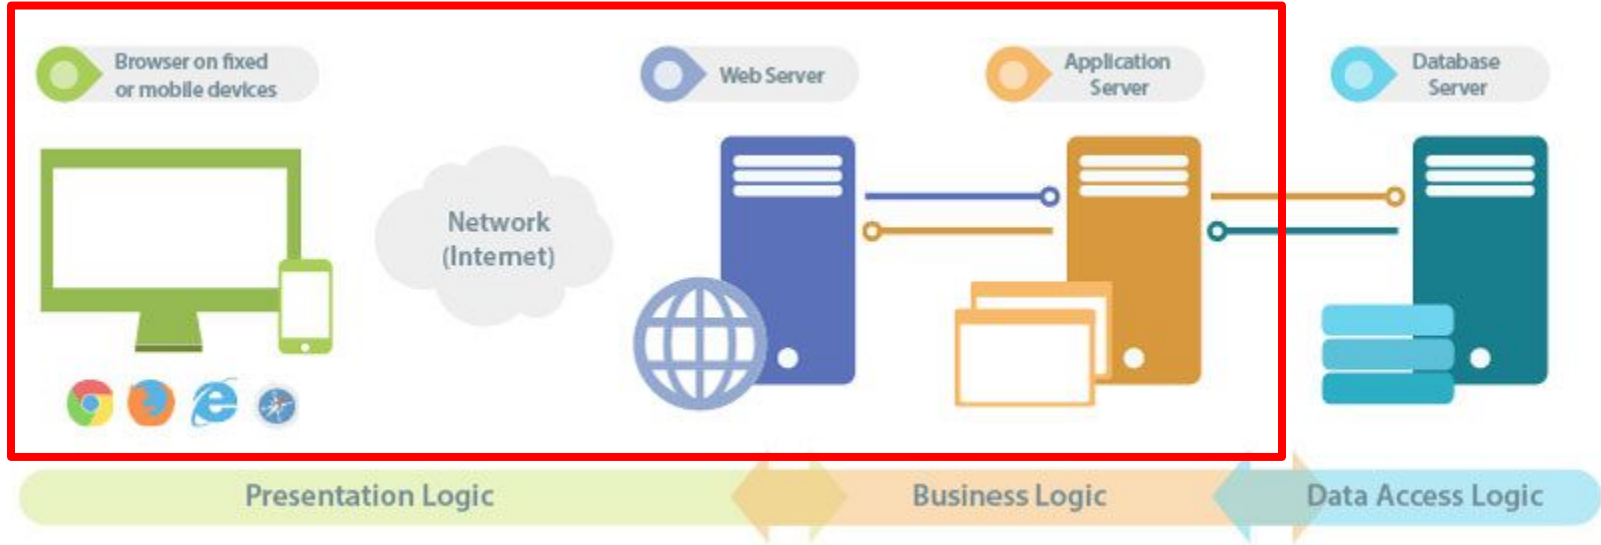 Browser on fixed
or mobile devices
Web Server
Application
Server
Database
Server
Network
(Internet)
Presentation Logic
Business Logic
Data Access Logic